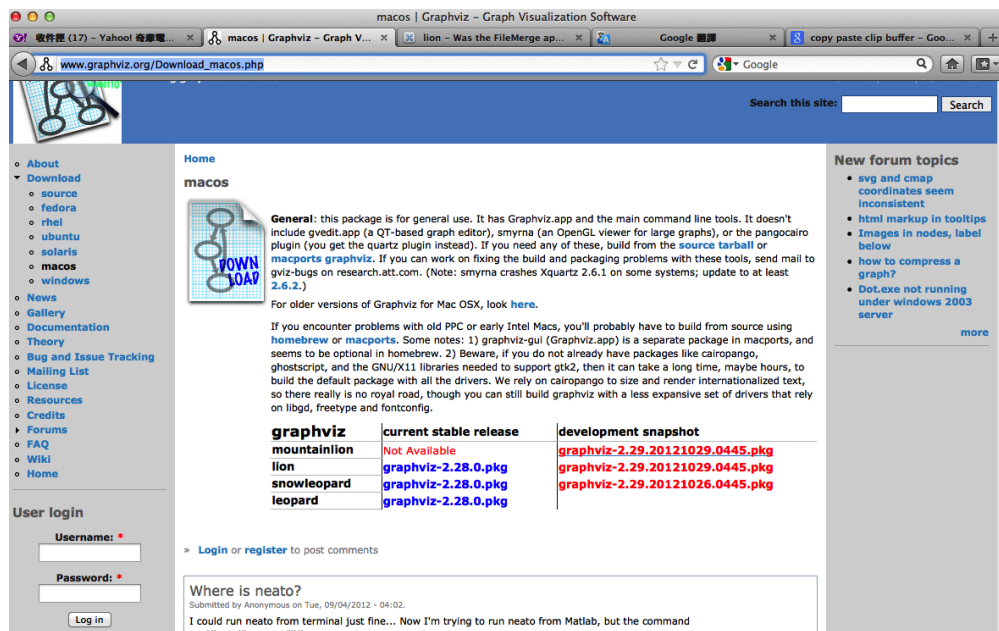 macos | Graphviz - Graph Visualization Software
收件匣 (17) - Yahoo! 奇摩電...
macos | Graphviz - Graph V...
lion - Was the FileMerge ap...
Google 翻譯
copy paste clip buffer - Goo...
www.graphviz.org/Download_macos.php
Google
Search this site:
Search
About
Download
source
fedora
rhel
ubuntu
solaris
macos
windows
News
Gallery
Documentation
Theory
Bug and Issue Tracking
Mailing List
License
Resources
Credits
Forums
FAQ
Wiki
Home
User login
Username: *
Password: *
Log in
Home
macos
DOWN
LOAD
General: this package is for general use. It has Graphviz.app and the main command line tools. It doesn't
include gvedit.app (a QT-based graph editor), smyrna (an OpenGL viewer for large graphs), or the pangocairo
plugin (you get the quartz plugin instead). If you need any of these, build from the source tarball or
macports graphviz. If you can work on fixing the build and packaging problems with these tools, send mail to
gviz-bugs on research.att.com. (Note: smyrna crashes Xquartz 2.6.1 on some systems; update to at least
2.6.2.)
For older versions of Graphviz for Mac OSX, look here.
If you encounter problems with old PPC or early Intel Macs, you'll probably have to build from source using
homebrew or macports. Some notes: 1) graphviz-gui (Graphviz.app) is a separate package in macports, and
seems to be optional in homebrew. 2) Beware, if you do not already have packages like cairopango,
ghostscript, and the GNU/X11 libraries needed to support gtk2, then it can take a long time, maybe hours, to
build the default package with all the drivers. We rely on cairopango to size and render internationalized text,
so there really is no royal road, though you can still build graphviz with a less expensive set of drivers that rely
on libgd, freetype and fontconfig.
graphviz current stable release development snapshot
mountainlion Not Available graphviz-2.29.20121029.0445.pkg
lion graphviz-2.28.0.pkg graphviz-2.29.20121029.0445.pkg
snowleopard graphviz-2.28.0.pkg graphviz-2.29.20121026.0445.pkg
leopard graphviz-2.28.0.pkg
» Login or register to post comments
Where is neato?
Submitted by Anonymous on Tue, 09/04/2012 - 04:02.
I could run neato from terminal just fine... Now I'm trying to run neato from Matlab, but the command
New forum topics
svg and cmap
coordinates seem
inconsistent
html markup in tooltips
Images in nodes, label
below
how to compress a
graph?
Dot.exe not running
under windows 2003
server
more